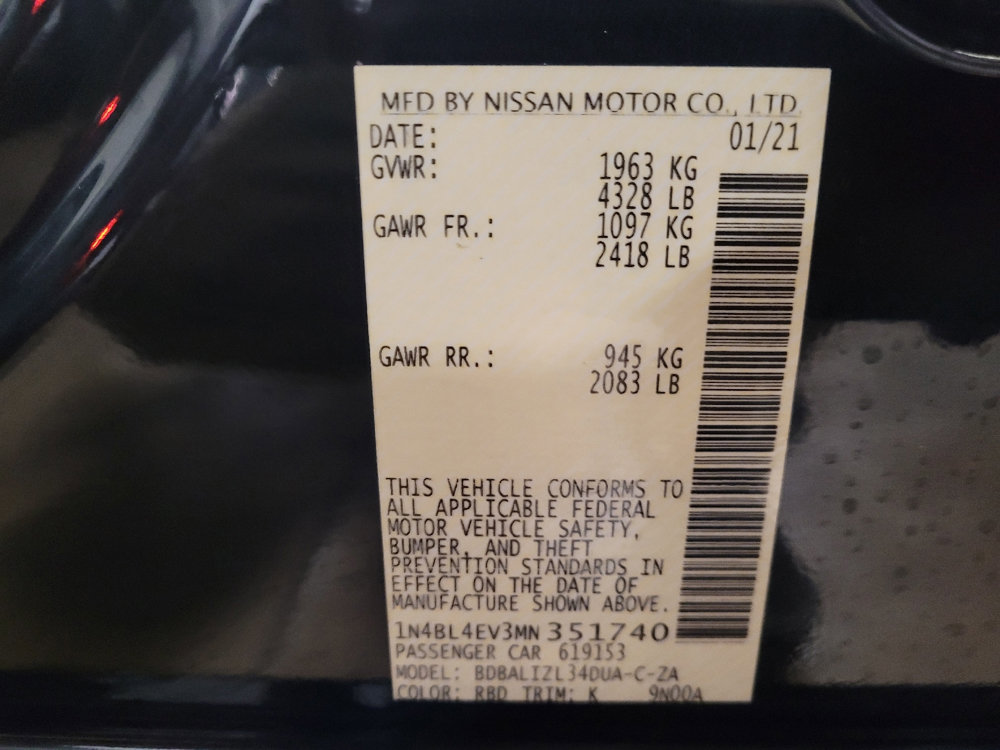 MFD BY NISSAN MOTOR CO., LTD.
DATE: 01/21
GVWR: 1963 KG
4328 LB
GAWR FR.: 1097 KG
2418 LB
GAWR RR.: 945 KG
2083 LB
THIS VEHICLE CONFORMS TO
ALL APPLICABLE FEDERAL
MOTOR VEHICLE SAFETY,
BUMPER, AND THEFT
PREVENTION STANDARDS IN
EFFECT ON THE DATE OF
MANUFACTURE SHOWN ABOVE.
1N4BL4EV3MN351740
PASSENGER CAR 619153
MODEL: BDBALIZL34DUA-C-ZA
COLOR: RBD TRIM: K 9N00A